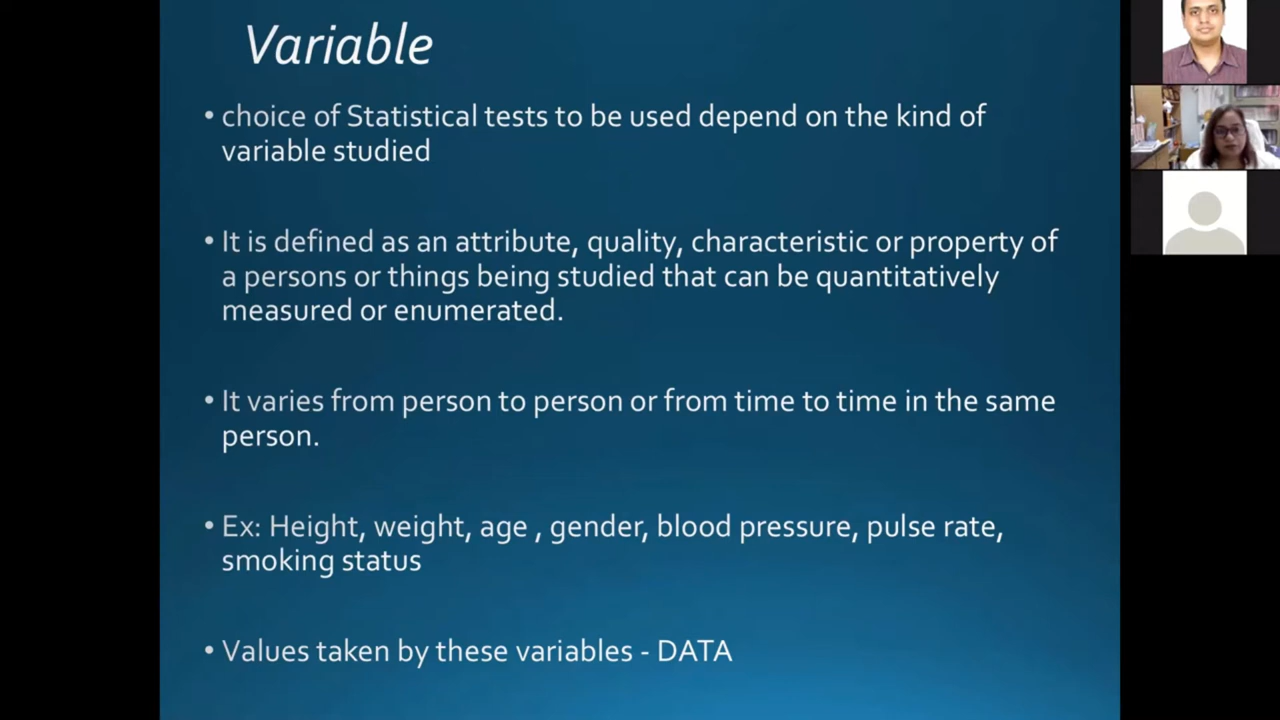 Variable
• choice of Statistical tests to be used depend on the kind of
variable studied
• It is defined as an attribute, quality, characteristic or property of
a persons or things being studied that can be quantitatively
measured or enumerated.
• It varies from person to person or from time to time in the same
person.
• Ex: Height, weight, age , gender, blood pressure, pulse rate,
smoking status
• Values taken by these variables - DATA